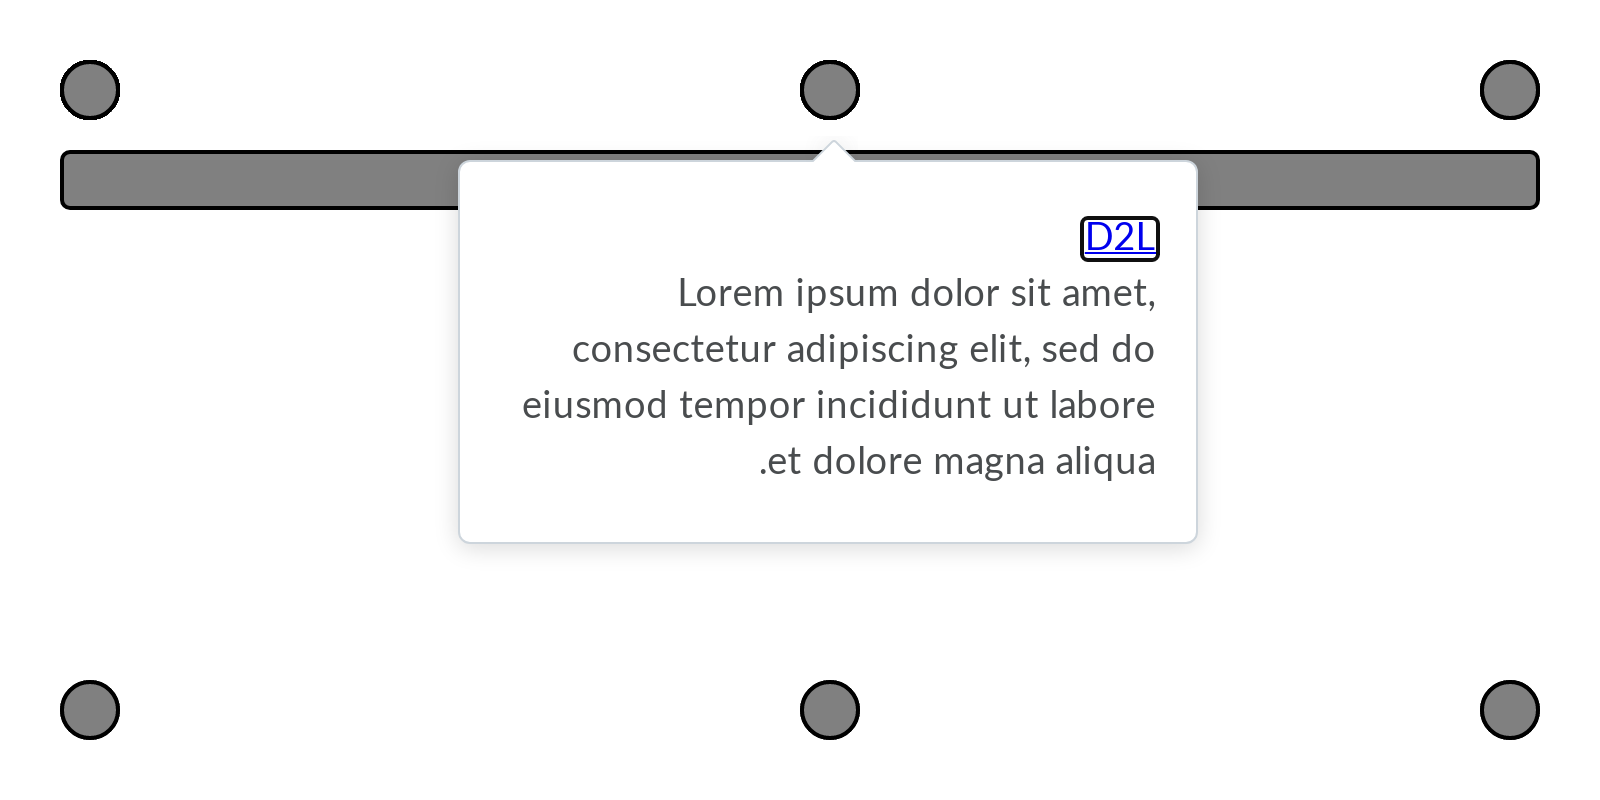 D2L
Lorem ipsum dolor sit amet,
consectetur adipiscing elit, sed do
eiusmod tempor incididunt ut labore
.et dolore magna aliqua